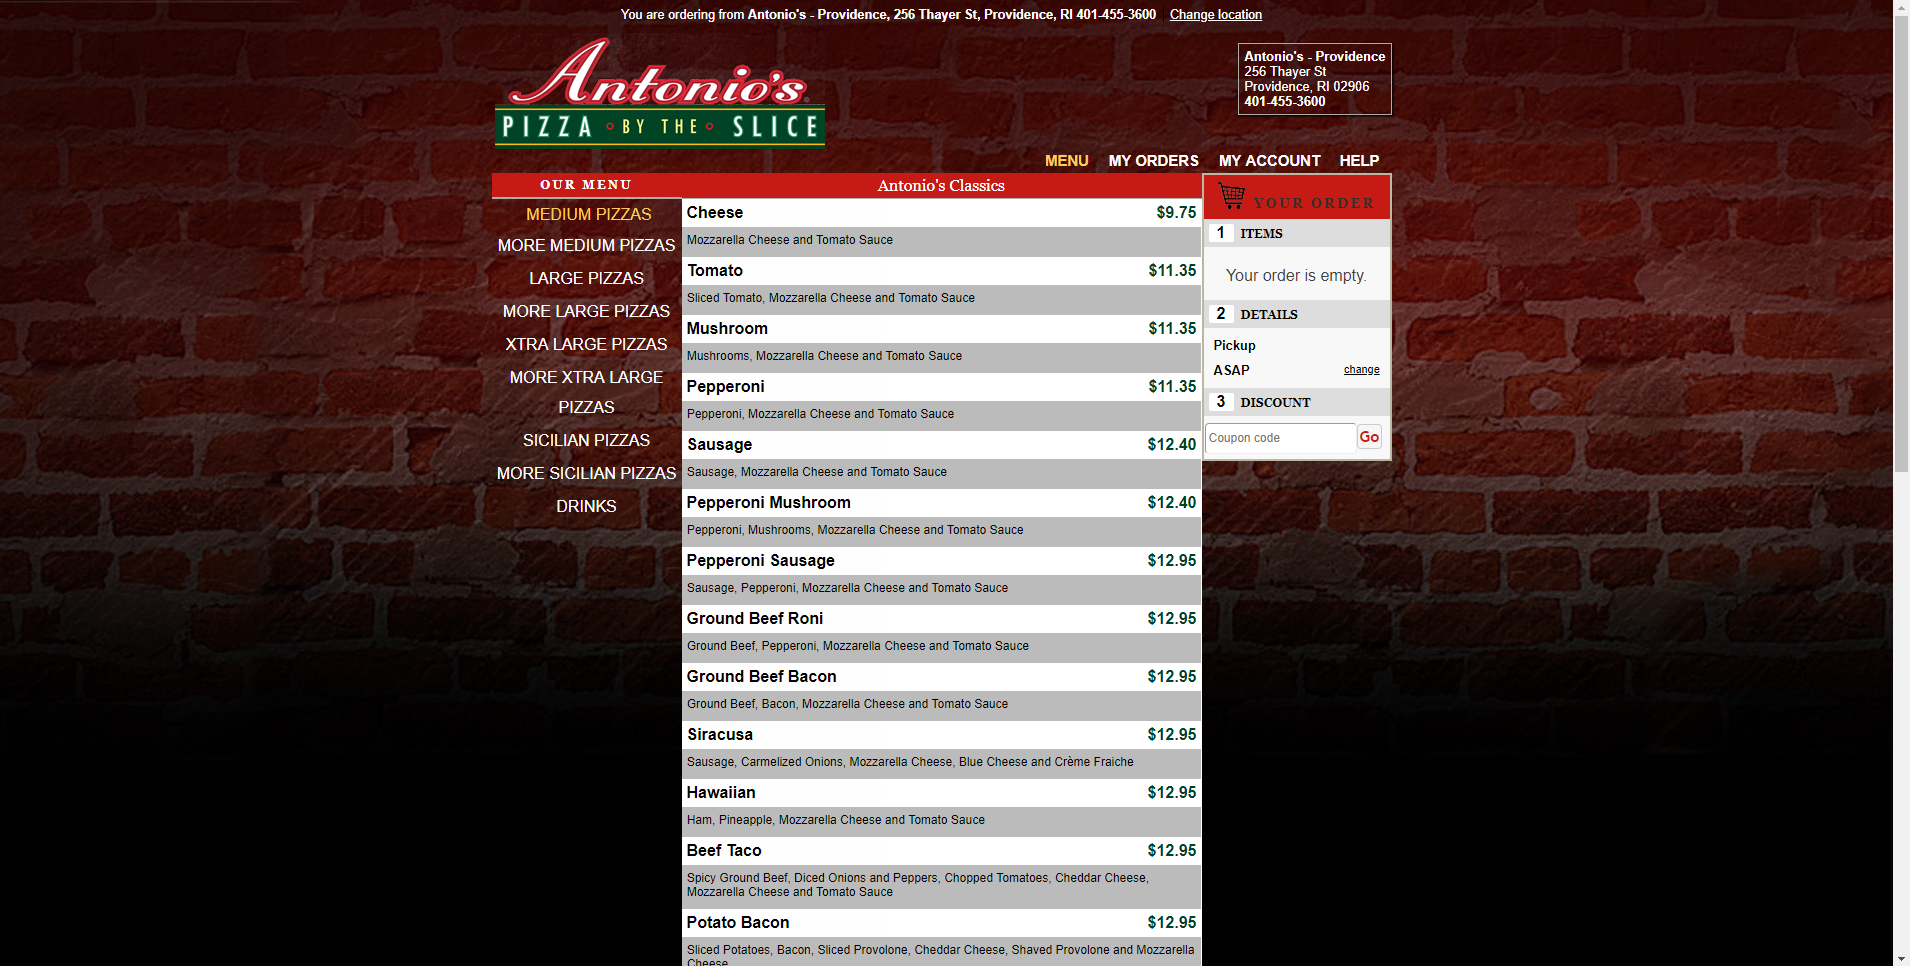 You are ordering from Antonio's - Providence, 256 Thayer St, Providence, RI 401-455-3600 Change location
Antonio's
PIZZA BY THE SLICE
Antonio's - Providence
256 Thayer St
Providence, RI 02906
401-455-3600
MENU MY ORDERS MY ACCOUNT HELP
OUR MENU
MEDIUM PIZZAS
MORE MEDIUM PIZZAS
LARGE PIZZAS
MORE LARGE PIZZAS
XTRA LARGE PIZZAS
MORE XTRA LARGE
PIZZAS
SICILIAN PIZZAS
MORE SICILIAN PIZZAS
DRINKS
Antonio's Classics
Cheese $9.75
Mozzarella Cheese and Tomato Sauce
Tomato $11.35
Sliced Tomato, Mozzarella Cheese and Tomato Sauce
Mushroom $11.35
Mushrooms, Mozzarella Cheese and Tomato Sauce
Pepperoni $11.35
Pepperoni, Mozzarella Cheese and Tomato Sauce
Sausage $12.40
Sausage, Mozzarella Cheese and Tomato Sauce
Pepperoni Mushroom $12.40
Pepperoni, Mushrooms, Mozzarella Cheese and Tomato Sauce
Pepperoni Sausage $12.95
Sausage, Pepperoni, Mozzarella Cheese and Tomato Sauce
Ground Beef Roni $12.95
Ground Beef, Pepperoni, Mozzarella Cheese and Tomato Sauce
Ground Beef Bacon $12.95
Ground Beef, Bacon, Mozzarella Cheese and Tomato Sauce
Siracusa $12.95
Sausage, Carmelized Onions, Mozzarella Cheese, Blue Cheese and Crème Fraiche
Hawaiian $12.95
Ham, Pineapple, Mozzarella Cheese and Tomato Sauce
Beef Taco $12.95
Spicy Ground Beef, Diced Onions and Peppers, Chopped Tomatoes, Cheddar Cheese,
Mozzarella Cheese and Tomato Sauce
Potato Bacon $12.95
Sliced Potatoes, Bacon, Sliced Provolone, Cheddar Cheese, Shaved Provolone and Mozzarella
Cheese
YOUR ORDER
1 ITEMS
Your order is empty.
2 DETAILS
Pickup
ASAP change
3 DISCOUNT
Coupon code Go